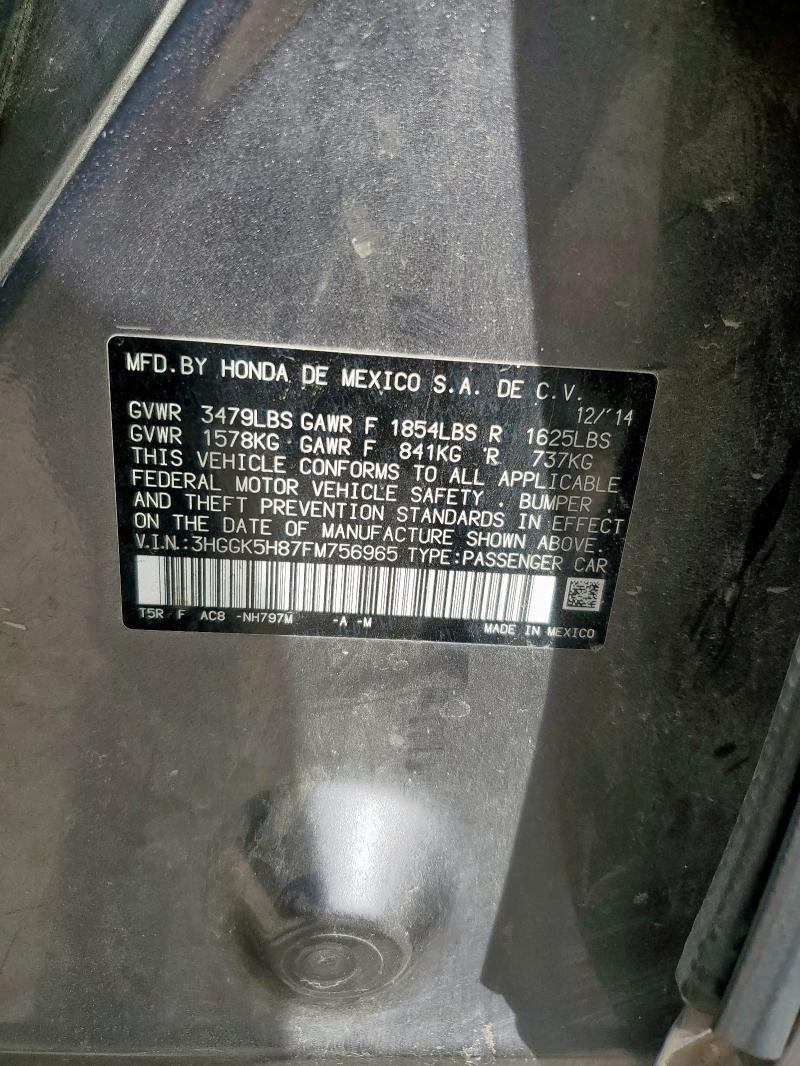 MFD.BY HONDA DE MEXICO S.A. DE C.V.
12/'14
GVWR 3479LBS GAWR F 1854LBS R 1625LBS
GVWR 1578KG GAWR F 841KG R 737KG
THIS VEHICLE CONFORMS TO ALL APPLICABLE
FEDERAL MOTOR VEHICLE SAFETY , BUMPER ,
AND THEFT PREVENTION STANDARDS IN EFFECT
ON THE DATE OF MANUFACTURE SHOWN ABOVE.
V.I.N.:3HGGK5H87FM756965 TYPE:PASSENGER CAR
T5R F AC8 -NH797M -A -M
MADE IN MEXICO